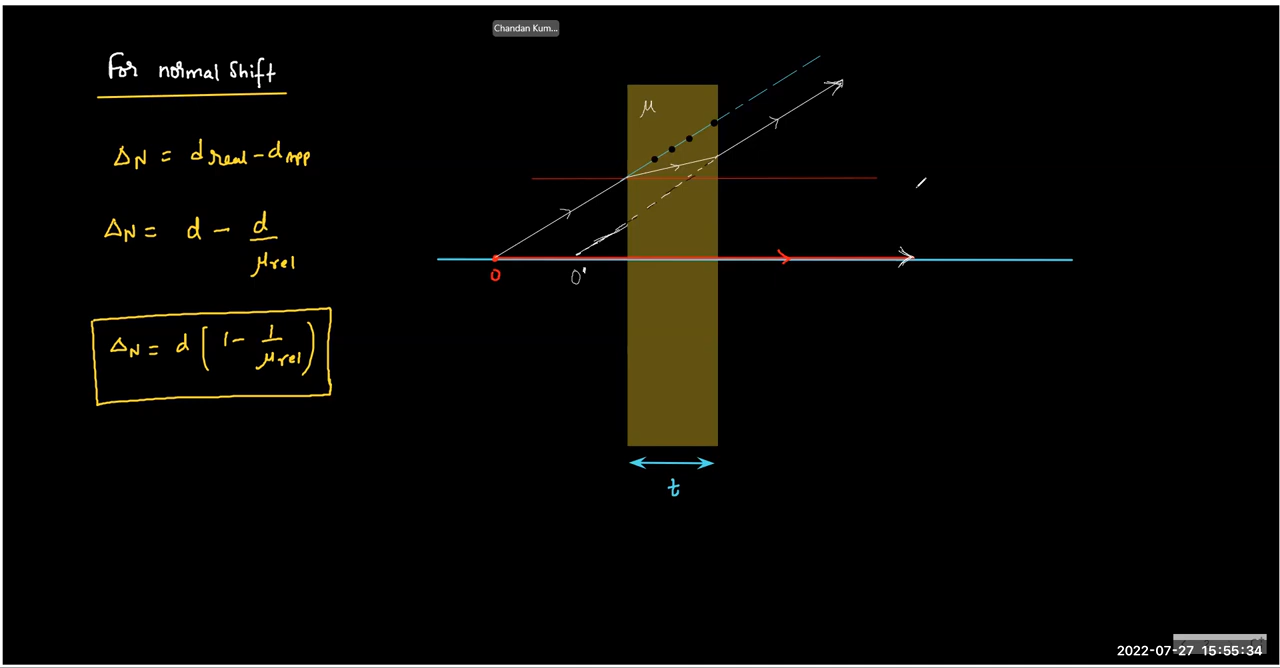 Chandan Kum...
For normal shift
ΔN = dreal - dApp
ΔN = d - d/μrel
ΔN = d (1 - 1/μrel)
μ
O
O'
t
2022-07-27 15:55:34